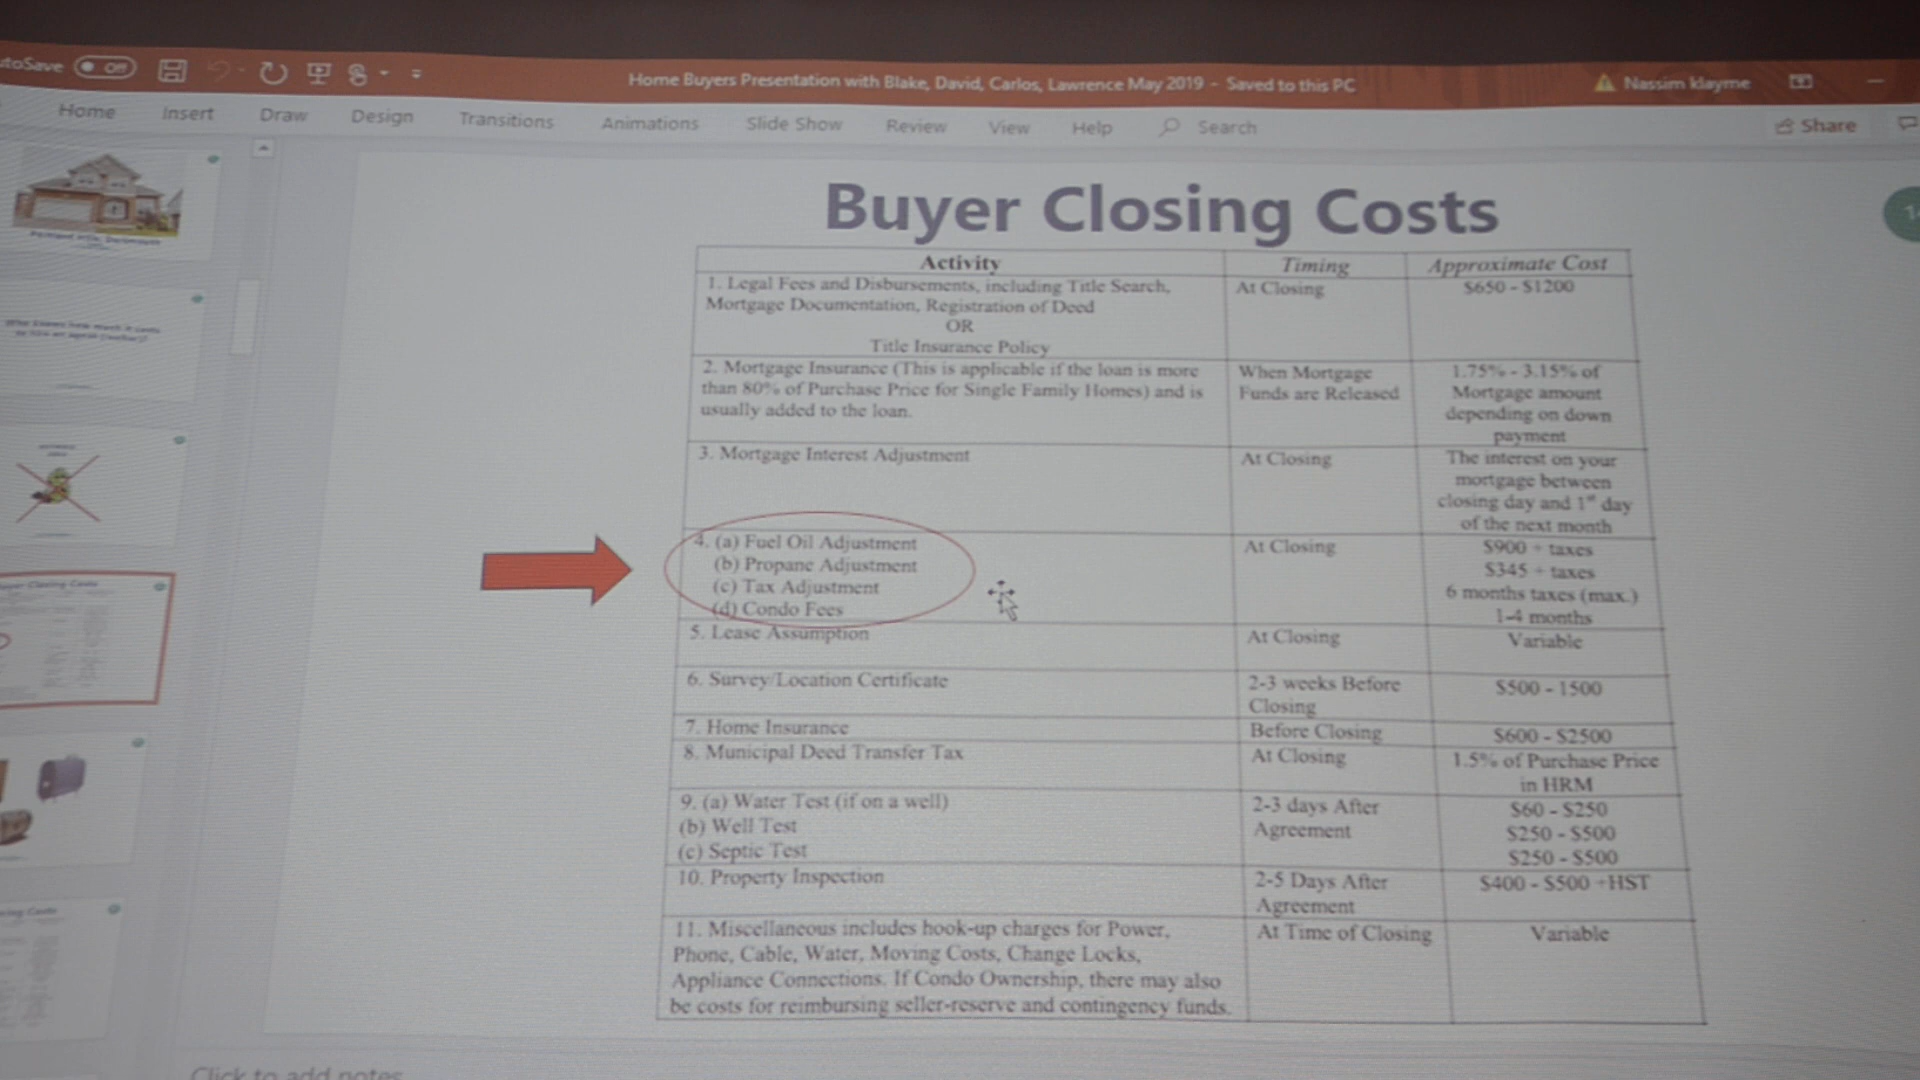 AutoSave Off
Home Buyers Presentation with Blake, David, Carlos, Lawrence May 2019 - Saved to this PC
Nassim klayme
Home Insert Draw Design Transitions Animations Slide Show Review View Help Search
Share
Buyer Closing Costs
Activity Timing Approximate Cost
1. Legal Fees and Disbursements, including Title Search, At Closing $650 - $1200
Mortgage Documentation, Registration of Deed
OR
Title Insurance Policy
2. Mortgage Insurance (This is applicable if the loan is more When Mortgage 1.75% - 3.15% of
than 80% of Purchase Price for Single Family Homes) and is Funds are Released Mortgage amount
usually added to the loan. depending on down
payment
3. Mortgage Interest Adjustment At Closing The interest on your
mortgage between
closing day and 1st day
of the next month
4. (a) Fuel Oil Adjustment At Closing $900 + taxes
(b) Propane Adjustment $345 + taxes
(c) Tax Adjustment 6 months taxes (max.)
(d) Condo Fees 1-4 months
5. Lease Assumption At Closing Variable
6. Survey/Location Certificate 2-3 weeks Before $500 - 1500
Closing
7. Home Insurance Before Closing $600 - $2500
8. Municipal Deed Transfer Tax At Closing 1.5% of Purchase Price
in HRM
9. (a) Water Test (if on a well) 2-3 days After $60 - $250
(b) Well Test Agreement $250 - $500
(c) Septic Test $250 - $500
10. Property Inspection 2-5 Days After $400 - $500 +HST
Agreement
11. Miscellaneous includes hook-up charges for Power, At Time of Closing Variable
Phone, Cable, Water, Moving Costs, Change Locks,
Appliance Connections. If Condo Ownership, there may also
be costs for reimbursing seller-reserve and contingency funds.
Click to add notes